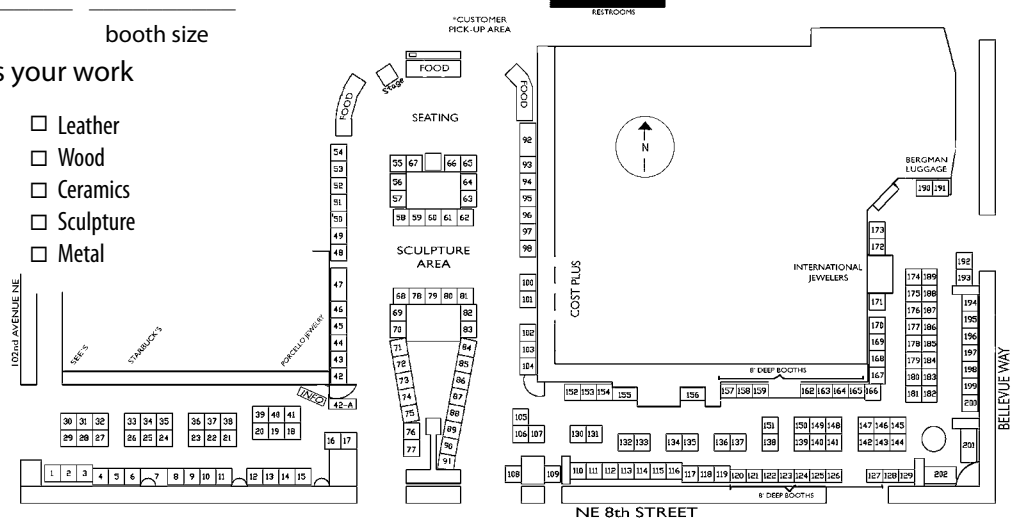 booth size
s your work
Leather
Wood
Ceramics
Sculpture
Metal
RESTROOMS
*CUSTOMER
PICK-UP AREA
FOOD
Stage
FOOD
FOOD
SEATING
N
BERGMAN
LUGGAGE
190 191
54
53
52
51
50
49
48
47
46
45
44
43
42
42-A
INFO
55 67 66 65
56 64
57 63
58 59 60 61 62
SCULPTURE
AREA
68 78 79 80 81
69 82
70 83
71 84
72 85
73 86
74 87
75 88
76 89
77 90
91
92
93
94
95
96
97
98
100
101
102
103
104
COST PLUS
INTERNATIONAL
JEWELERS
173
172
171
170
169
168
167
174 189
175 188
176 187
177 186
178 185
179 184
180 183
181 182
192
193
194
195
196
197
198
199
200
201
202
102nd AVENUE NE
SEE'S
STARBUCK'S
PORCELLO JEWELRY
BELLEVUE WAY
8' DEEP BOOTHS
152 153 154 155 156 157 158 159 162 163 164 165 166
30 31 32 33 34 35 36 37 38 39 40 41
29 28 27 26 25 24 23 22 21 20 19 18
16 17
105
106 107
130 131
132 133 134 135 136 137
151
138
150 149 148
139 140 141
147 146 145
142 143 144
1 2 3 4 5 6 7 8 9 10 11 12 13 14 15
108 109 110 111 112 113 114 115 116 117 118 119 120 121 122 123 124 125 126 127 128 129
8' DEEP BOOTHS
NE 8th STREET